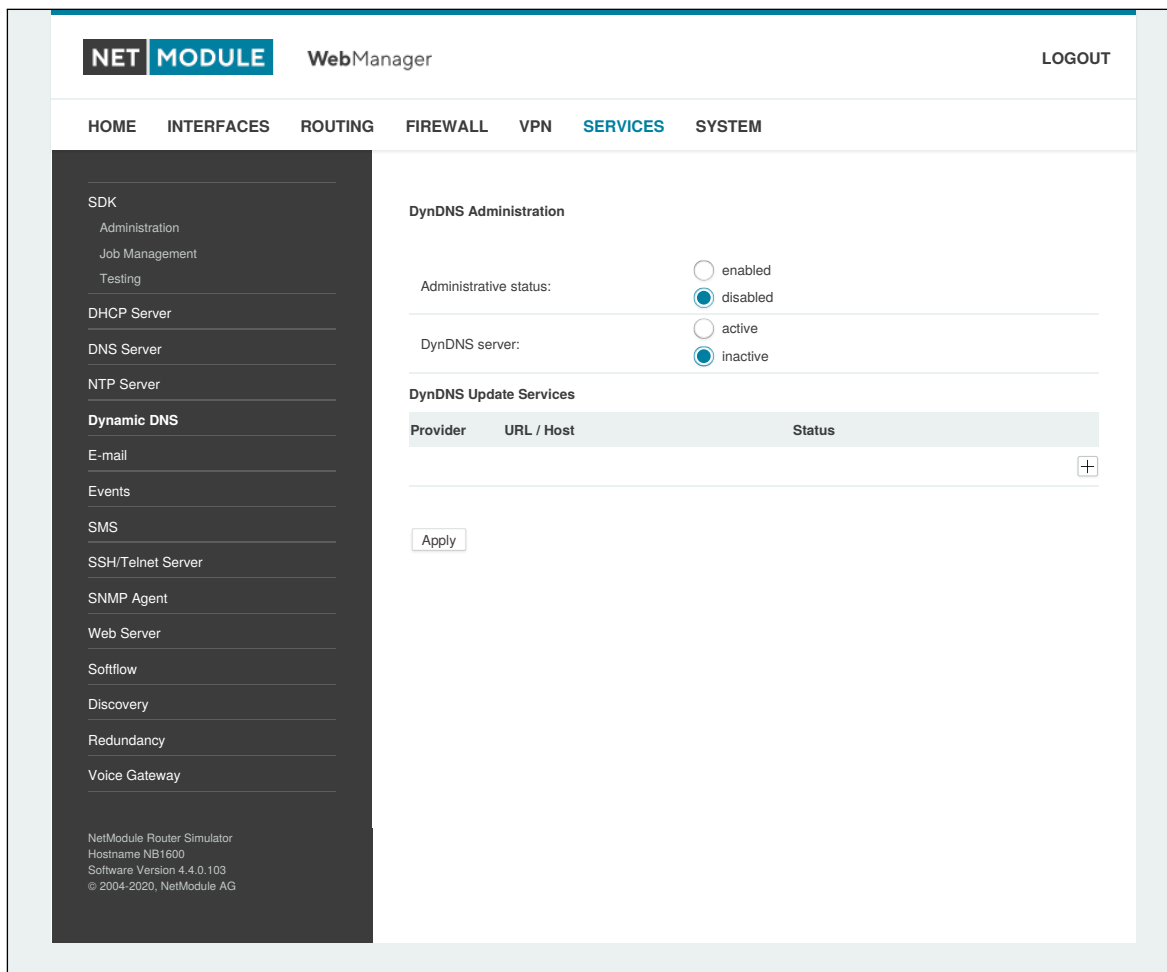 NET MODULE WebManager LOGOUT
HOME INTERFACES ROUTING FIREWALL VPN SERVICES SYSTEM
SDK
Administration
Job Management
Testing
DHCP Server
DNS Server
NTP Server
Dynamic DNS
E-mail
Events
SMS
SSH/Telnet Server
SNMP Agent
Web Server
Softflow
Discovery
Redundancy
Voice Gateway
NetModule Router Simulator
Hostname NB1600
Software Version 4.4.0.103
© 2004-2020, NetModule AG
DynDNS Administration
Administrative status:
enabled
disabled
DynDNS server:
active
inactive
DynDNS Update Services
Provider URL / Host Status
Apply